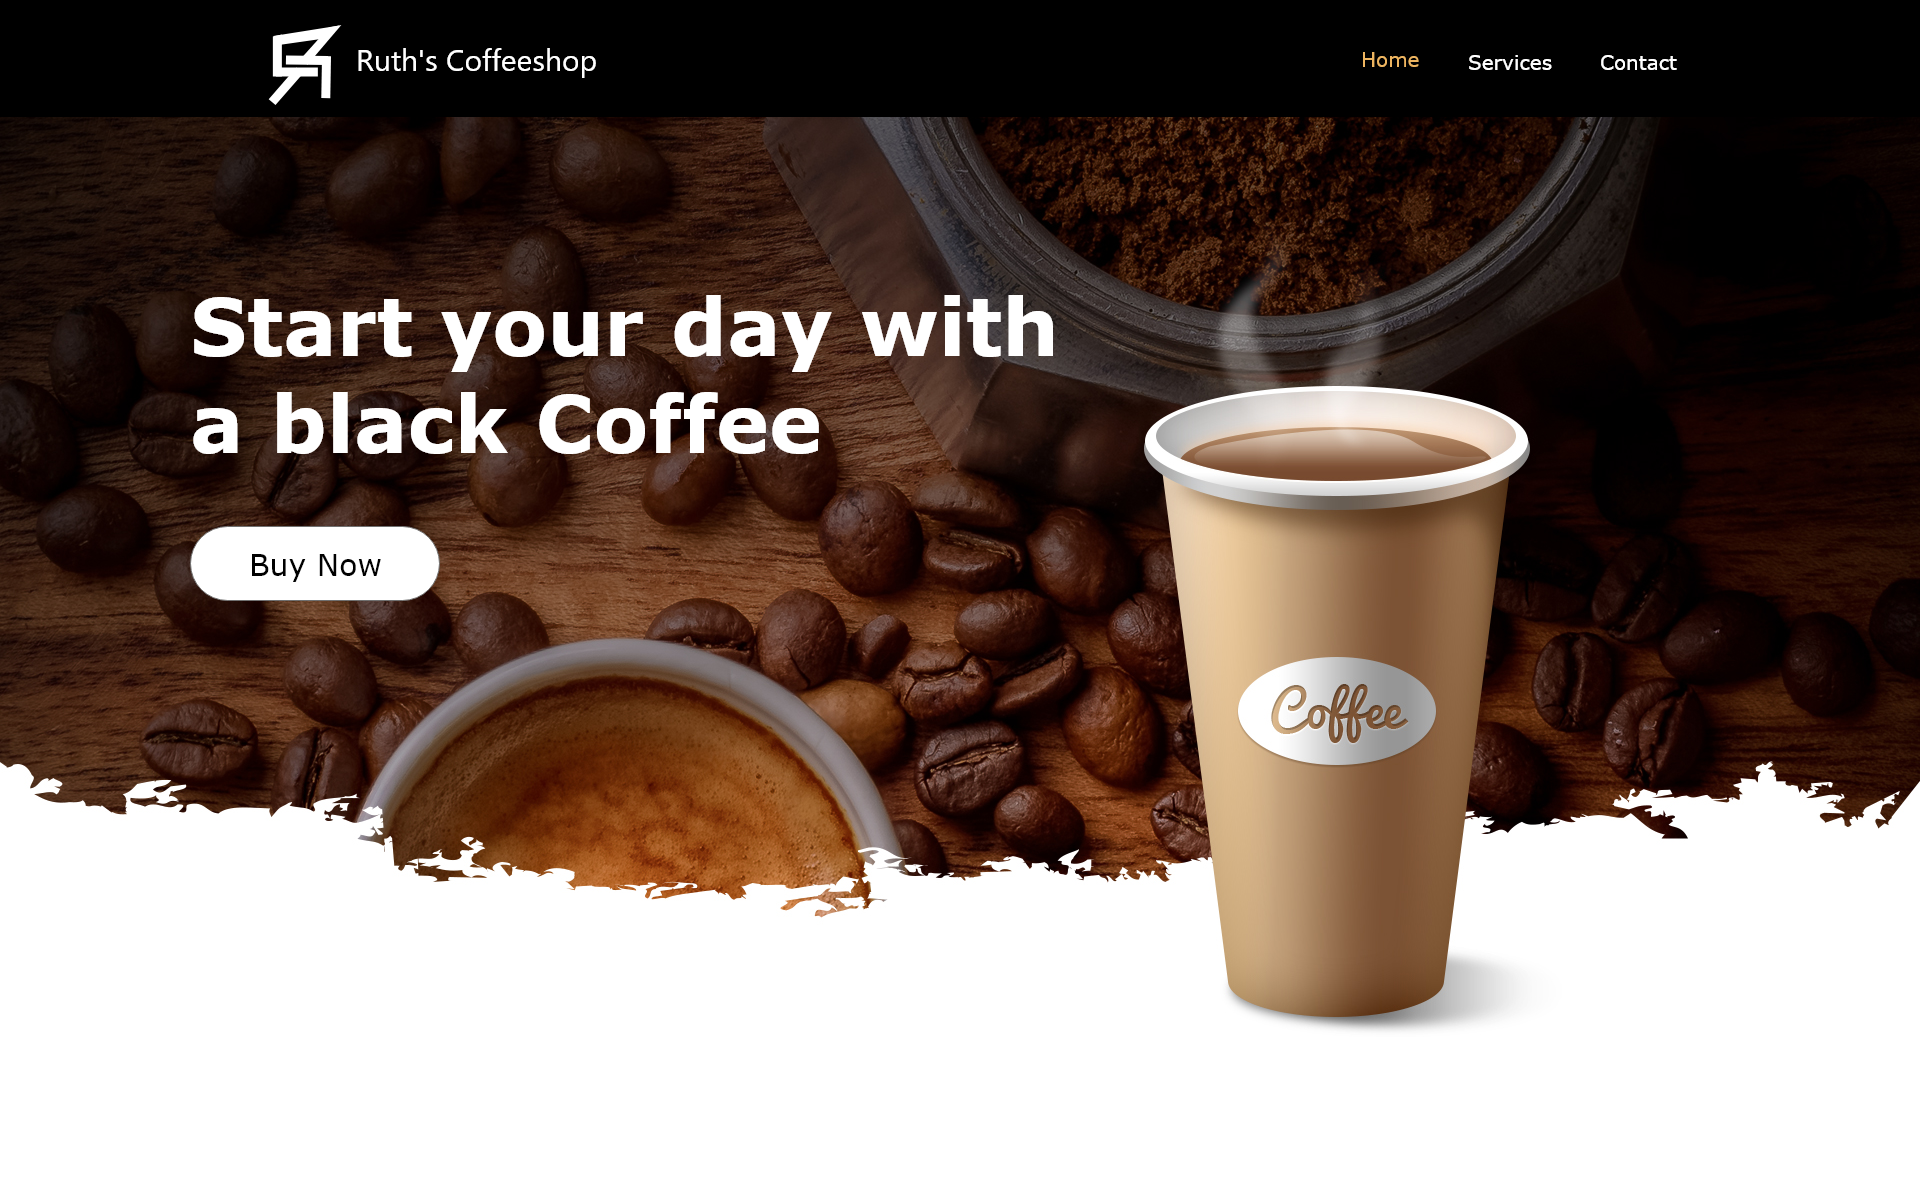 Ruth's Coffeeshop
Home
Services
Contact
Start your day with
a black Coffee
Buy Now
Coffee